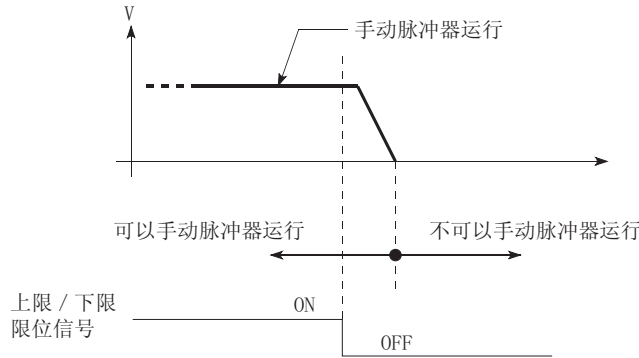 V
手动脉冲器运行
可以手动脉冲器运行
不可以手动脉冲器运行
上限 / 下限
限位信号
ON
OFF